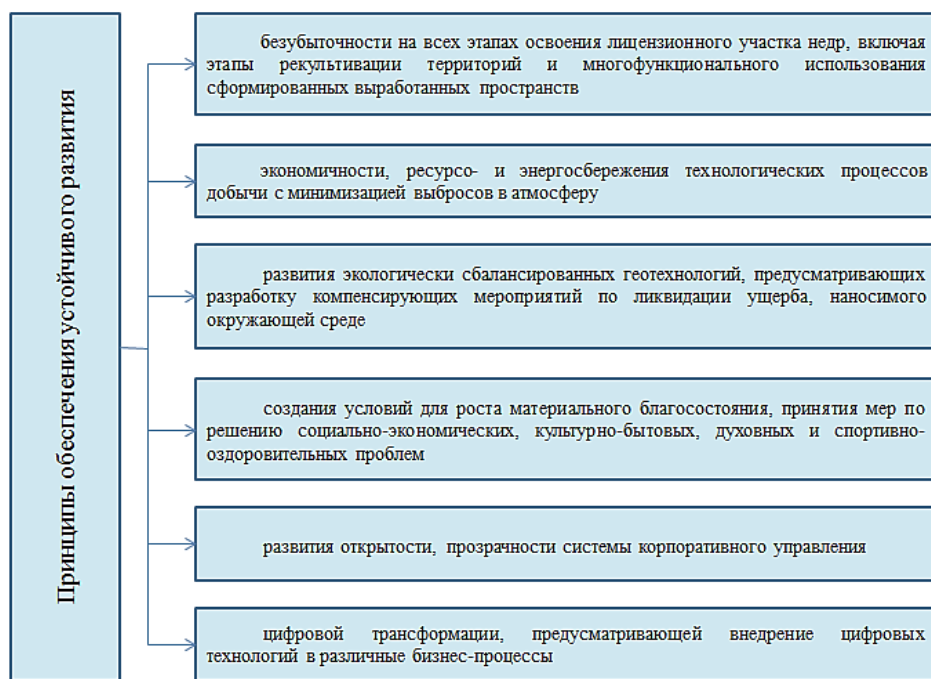 Принципы обеспечения устойчивого развития
безубыточности на всех этапах освоения лицензионного участка недр, включая
этапы рекультивации территорий и многофункционального использования
сформированных выработанных пространств
экономичности, ресурсо- и энергосбережения технологических процессов
добычи с минимизацией выбросов в атмосферу
развития экологически сбалансированных геотехнологий, предусматривающих
разработку компенсирующих мероприятий по ликвидации ущерба, наносимого
окружающей среде
создания условий для роста материального благосостояния, принятия мер по
решению социально-экономических, культурно-бытовых, духовных и спортивно-
оздоровительных проблем
развития открытости, прозрачности системы корпоративного управления
цифровой трансформации, предусматривающей внедрение цифровых
технологий в различные бизнес-процессы